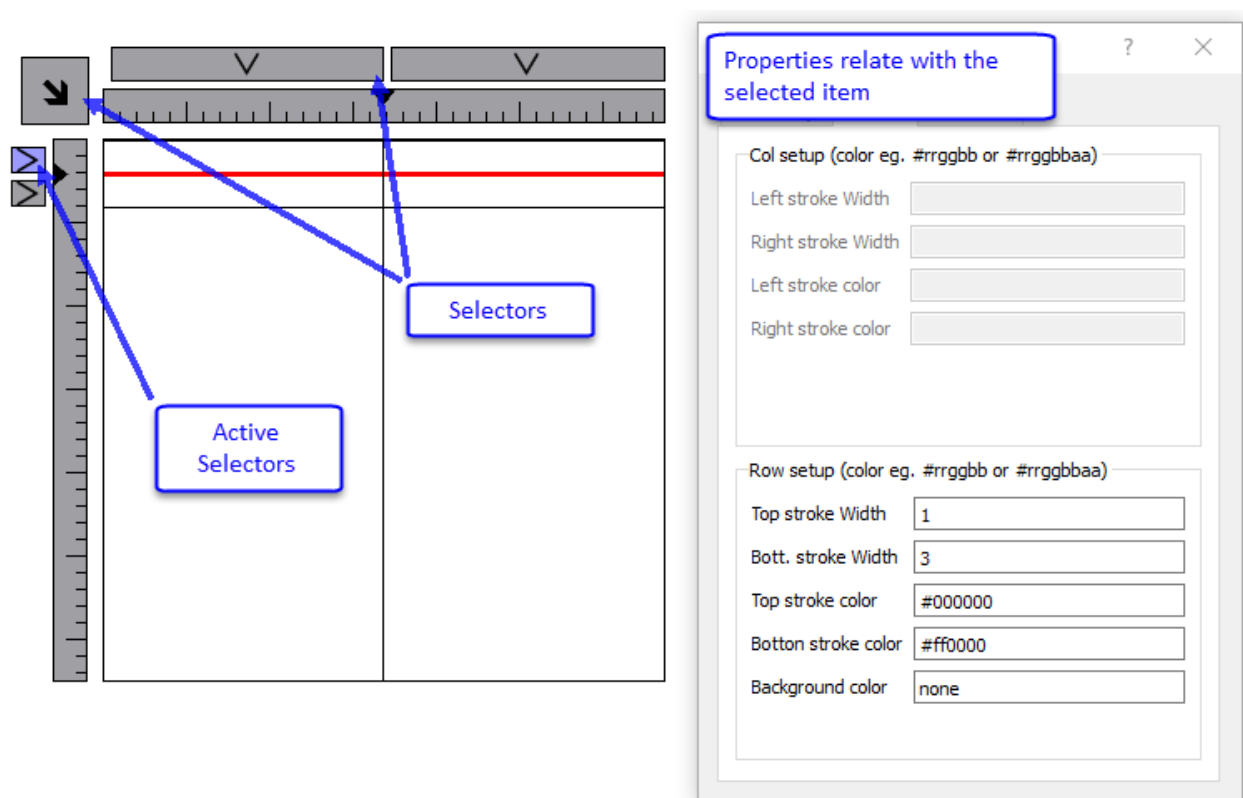 Properties relate with the
selected item
?
Selectors
Active
Selectors
Col setup (color eg. #rrggbb or #rrggbbaa)
Left stroke Width
Right stroke Width
Left stroke color
Right stroke color
Row setup (color eg. #rrggbb or #rrggbbaa)
Top stroke Width 1
Bott. stroke Width 3
Top stroke color #000000
Botton stroke color #ff0000
Background color none